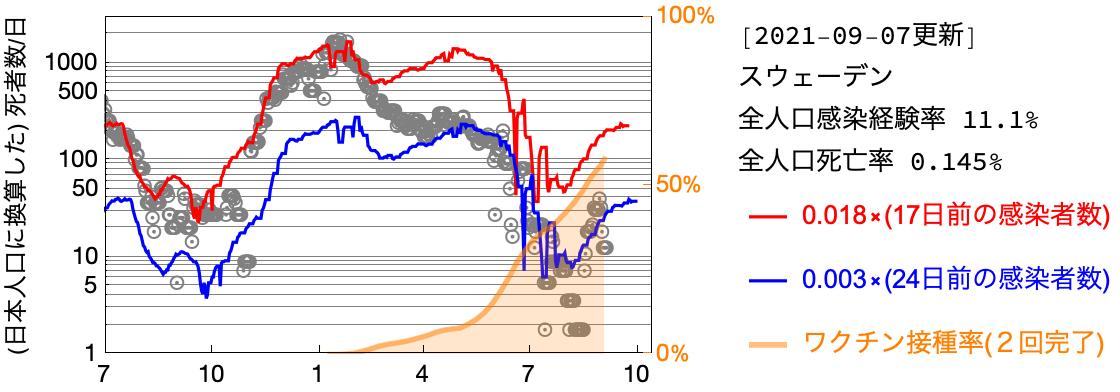 (日本人口に換算した) 死者数/日
1000
500
100
50
10
5
1
7
10
1
4
7
10
100%
50%
0%
[2021-09-07更新]
スウェーデン
全人口感染経験率 11.1%
全人口死亡率 0.145%
0.018×(17日前の感染者数)
0.003×(24日前の感染者数)
ワクチン接種率(２回完了)